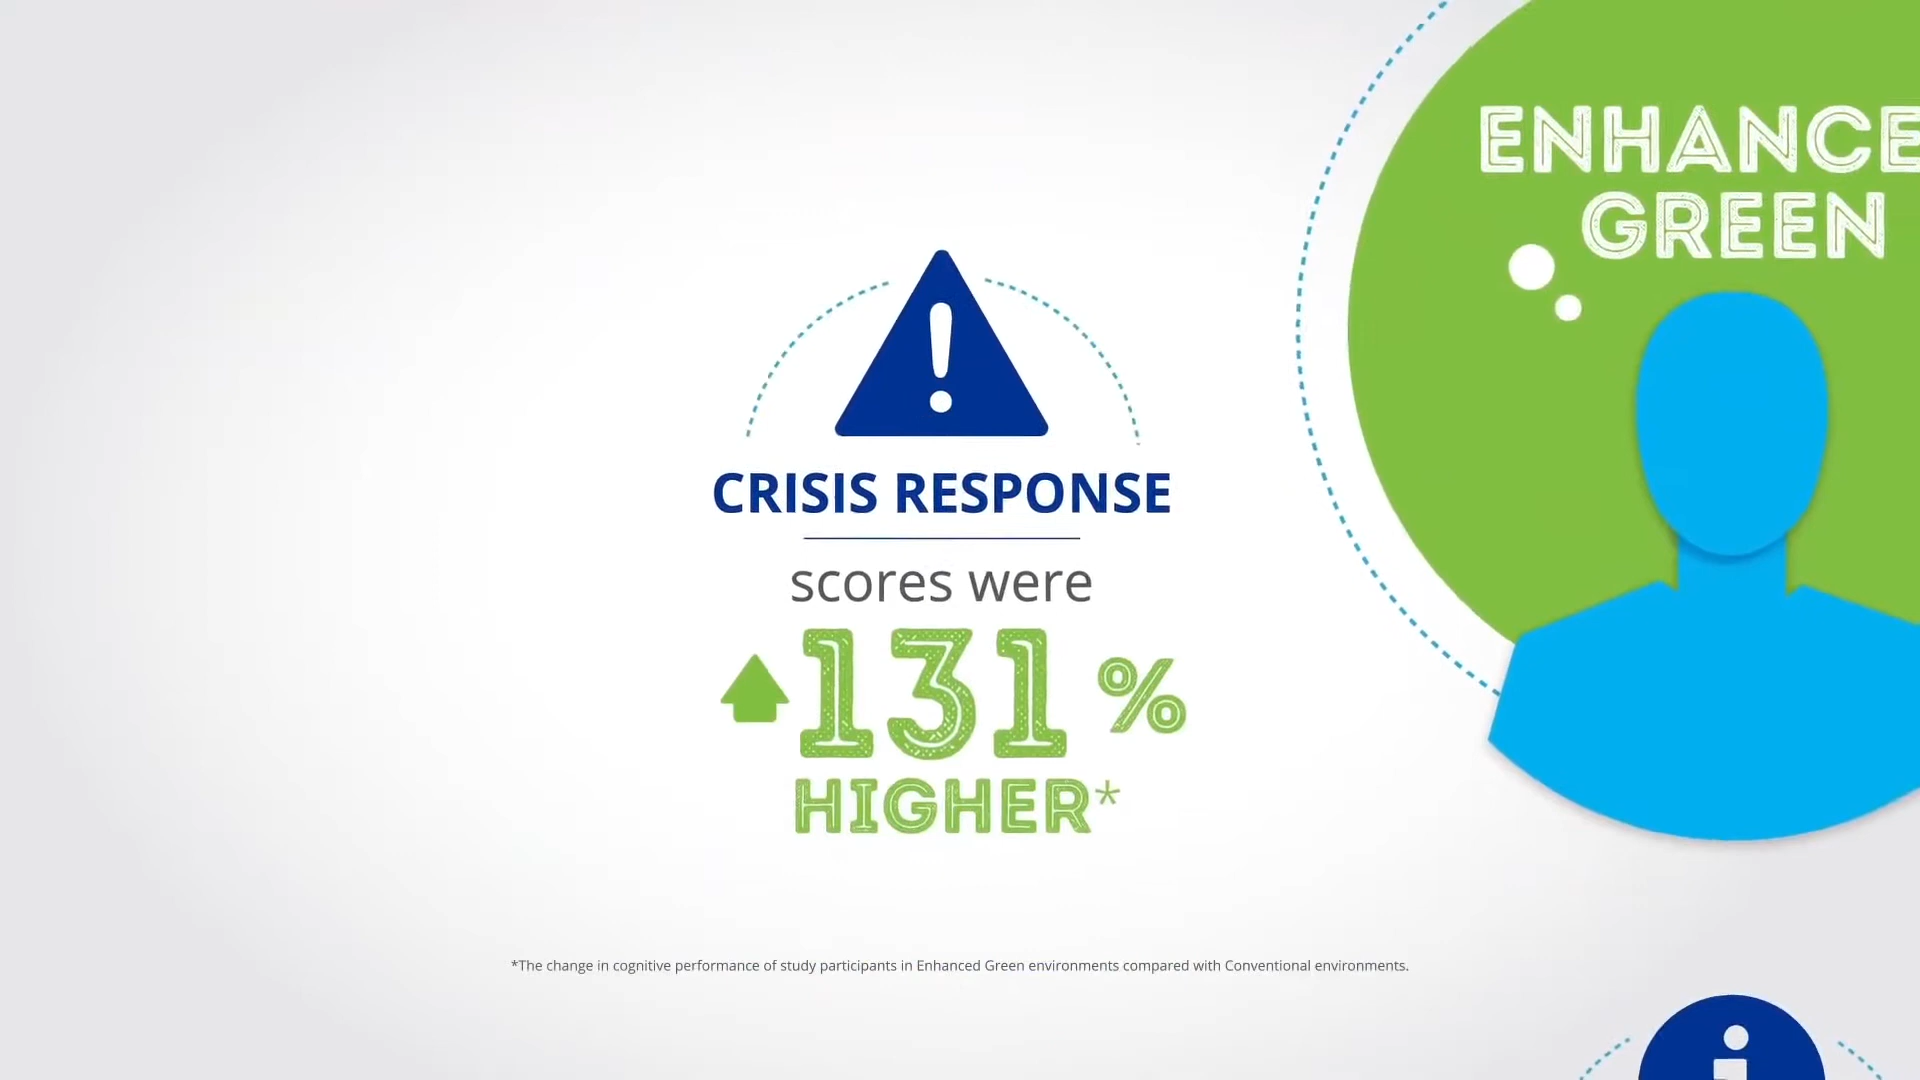 ENHANCE
GREEN
CRISIS RESPONSE
scores were
131 %
HIGHER*
*The change in cognitive performance of study participants in Enhanced Green environments compared with Conventional environments.